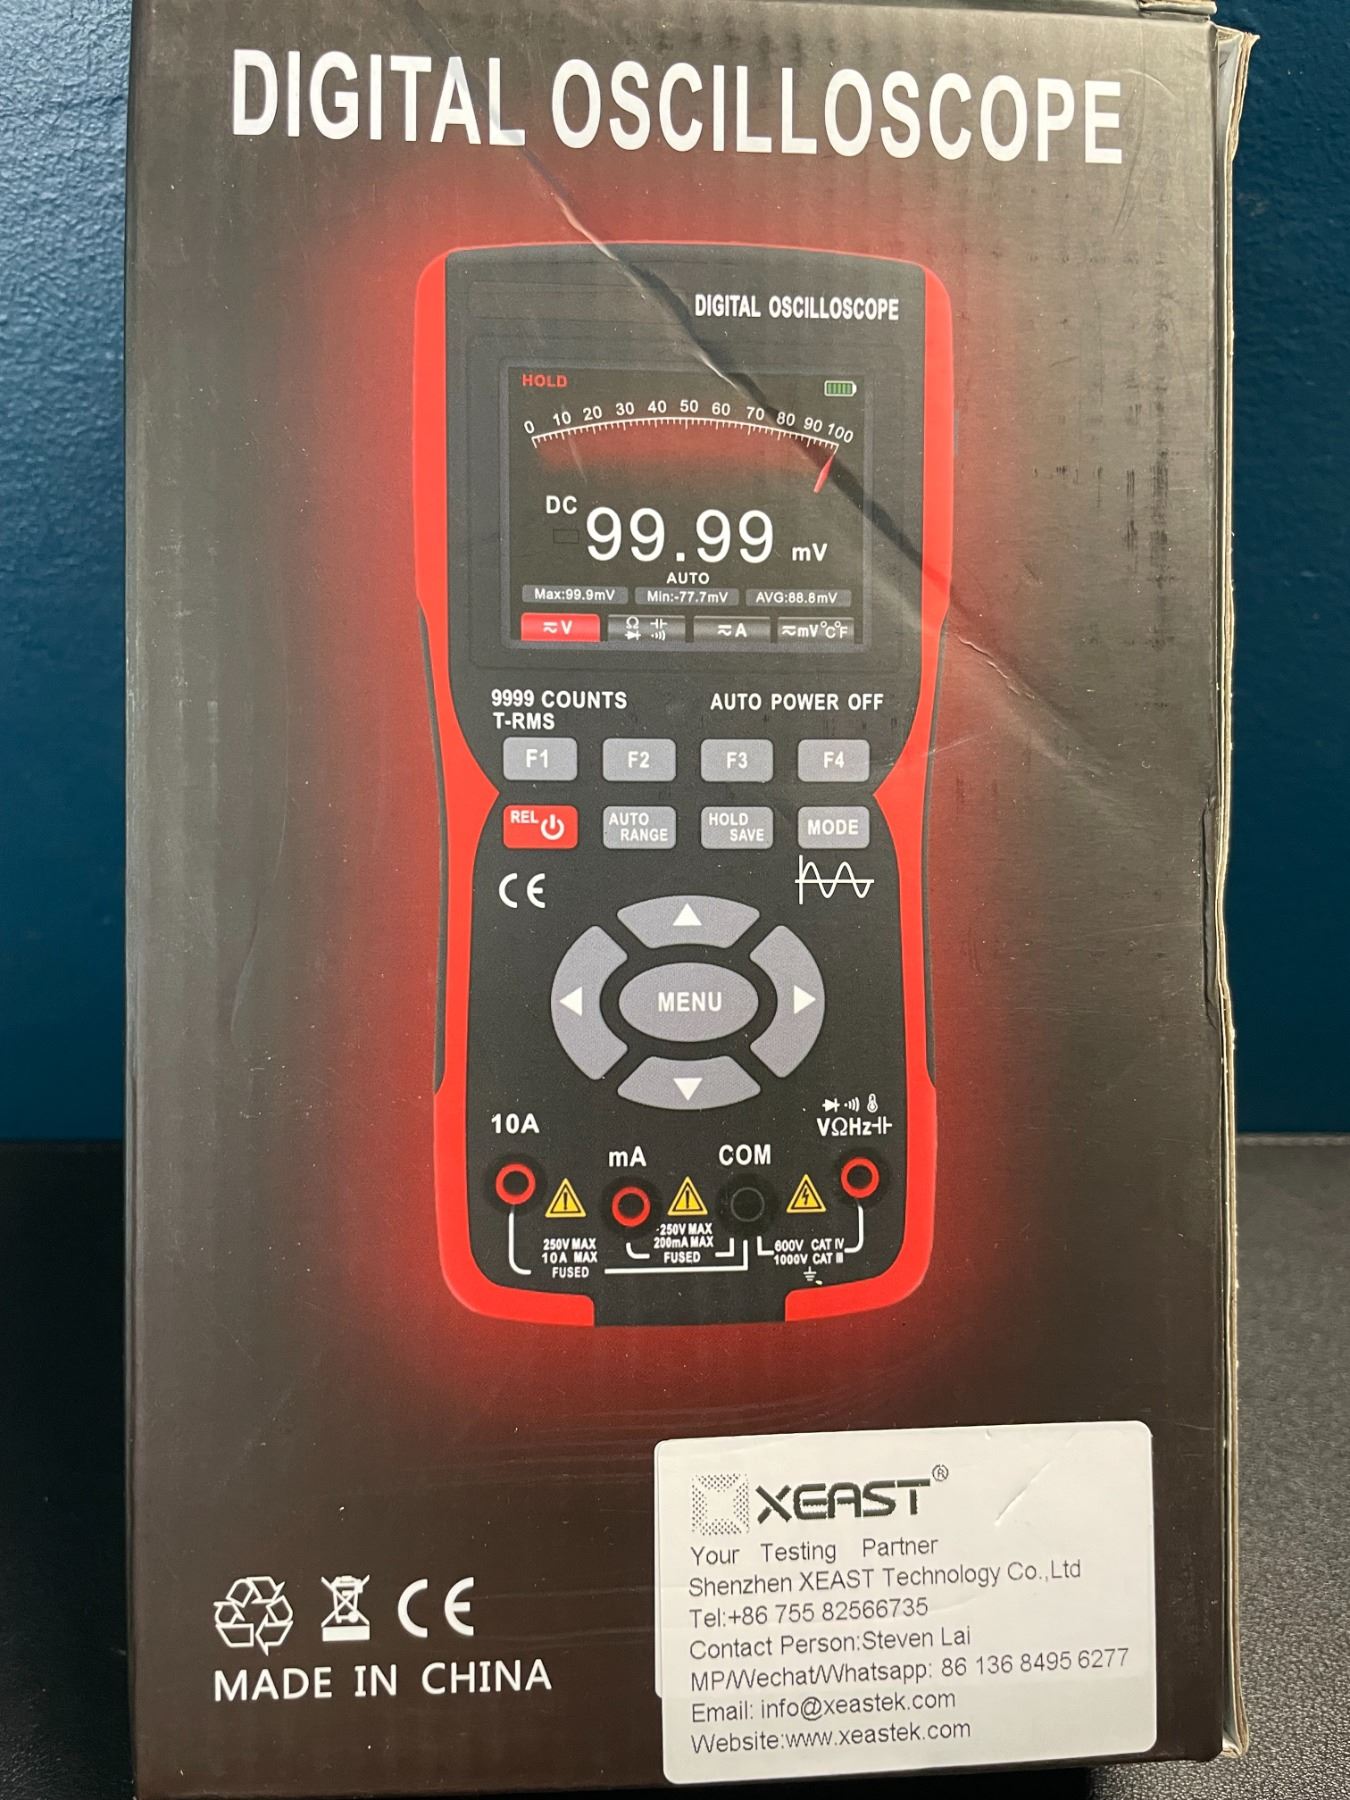 DIGITAL OSCILLOSCOPE
DIGITAL OSCILLOSCOPE
HOLD
0 10 20 30 40 50 60 70 80 90 100
DC 99.99 mV
AUTO
Max:99.9mV Min:-77.7mV AVG:88.8mV
V Ω A mV°C°F
9999 COUNTS AUTO POWER OFF
T-RMS
F1 F2 F3 F4
REL AUTO RANGE HOLD SAVE MODE
CE
MENU
10A mA COM VΩHz
250V MAX
10A MAX
FUSED
250V MAX
200mA MAX
FUSED
600V CAT IV
1000V CAT III
XEAST®
Your Testing Partner
Shenzhen XEAST Technology Co.,Ltd
Tel:+86 755 82566735
Contact Person:Steven Lai
MP/Wechat/Whatsapp: 86 136 8495 6277
Email: info@xeastek.com
Website:www.xeastek.com
CE
MADE IN CHINA